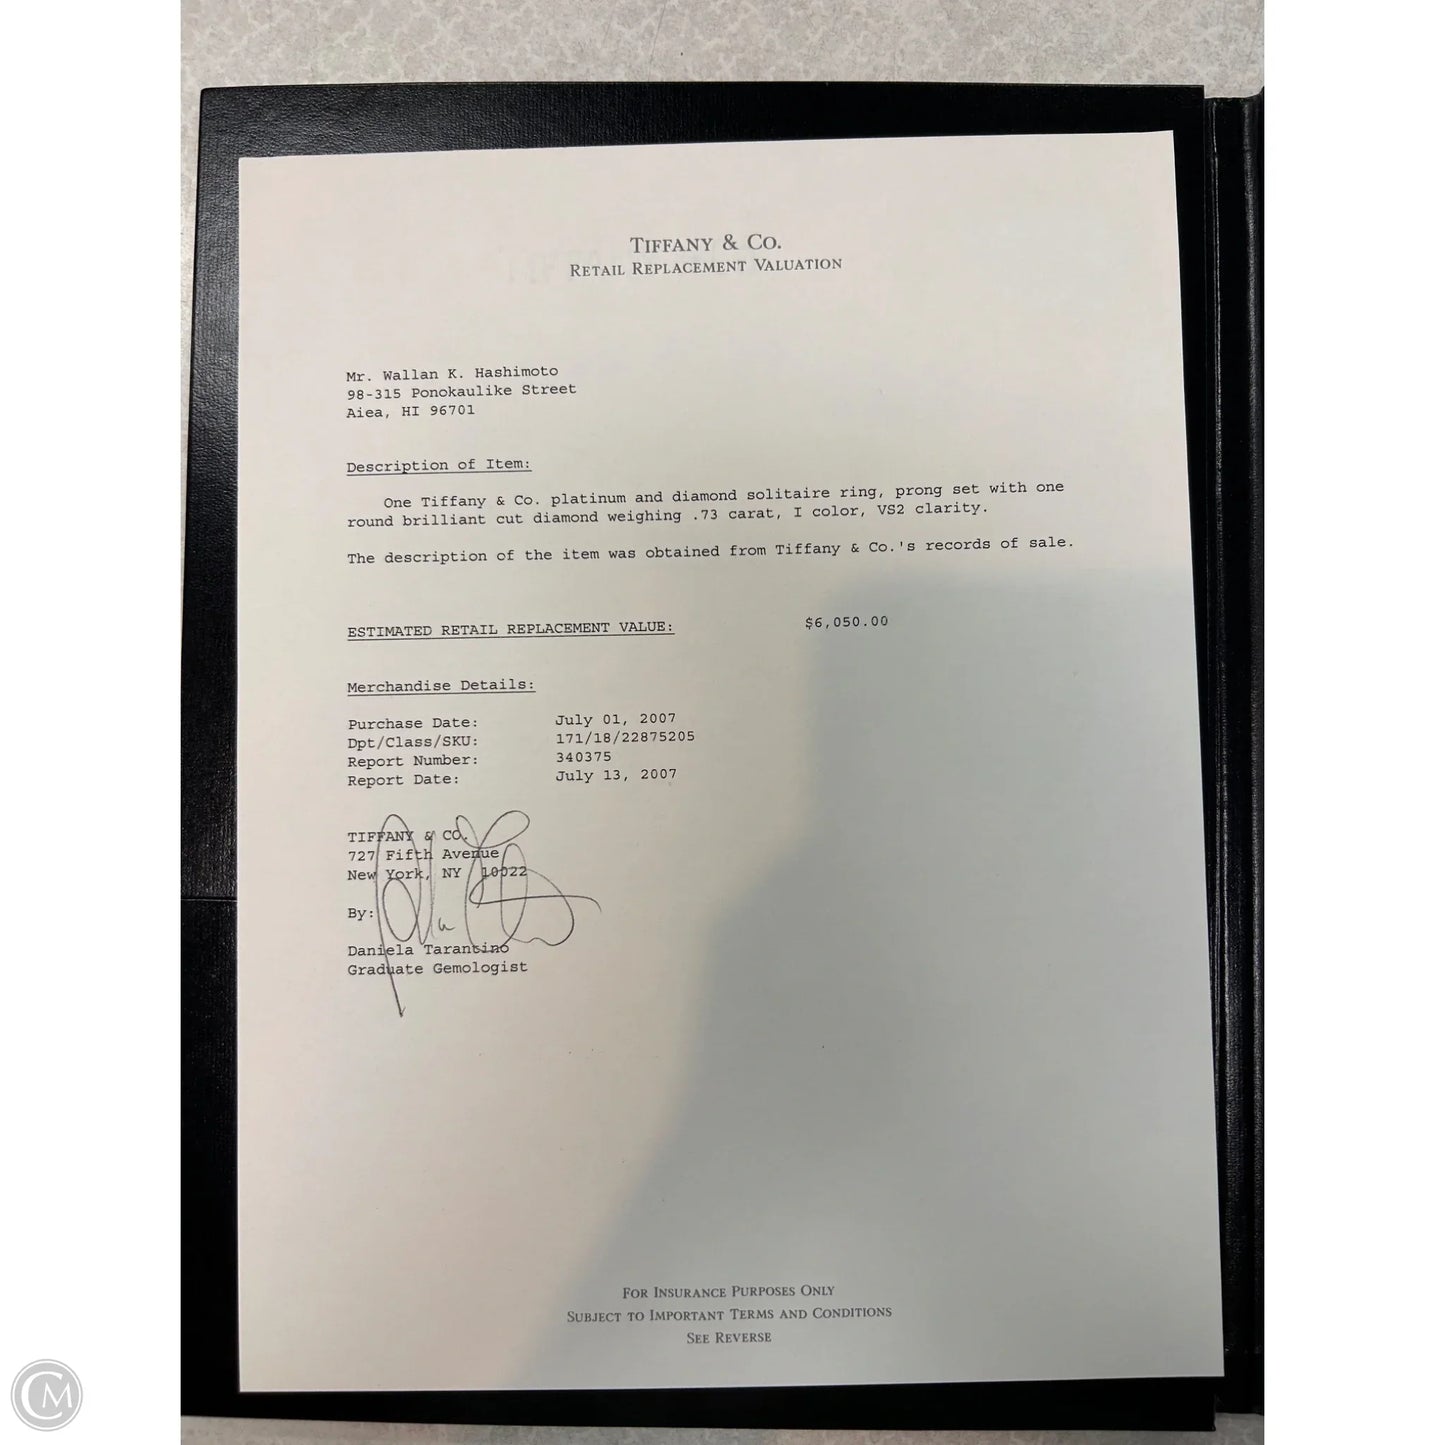 TIFFANY & CO.
RETAIL REPLACEMENT VALUATION
Mr. Wallan K. Hashimoto
98-315 Ponokaulike Street
Aiea, HI 96701
Description of Item:
One Tiffany & Co. platinum and diamond solitaire ring, prong set with one
round brilliant cut diamond weighing .73 carat, I color, VS2 clarity.
The description of the item was obtained from Tiffany & Co.'s records of sale.
ESTIMATED RETAIL REPLACEMENT VALUE: $6,050.00
Merchandise Details:
Purchase Date: July 01, 2007
Dpt/Class/SKU: 171/18/22875205
Report Number: 340375
Report Date: July 13, 2007
TIFFANY & CO.
727 Fifth Avenue
New York, NY 10022
By:
Daniela Tarantino
Graduate Gemologist
FOR INSURANCE PURPOSES ONLY
SUBJECT TO IMPORTANT TERMS AND CONDITIONS
SEE REVERSE
CM